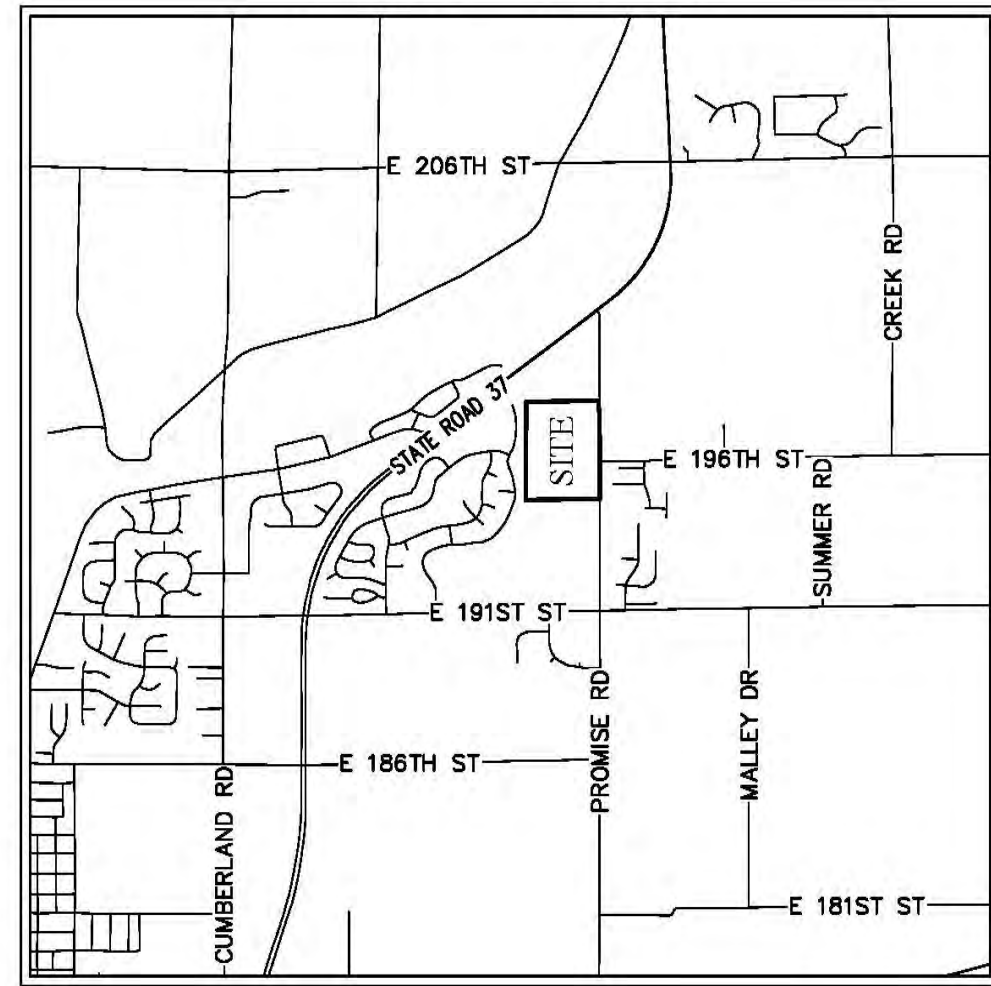 E 206TH ST
CREEK RD
STATE ROAD 37
SITE
E 196TH ST
SUMMER RD
E 191ST ST
PROMISE RD
MALLEY DR
E 186TH ST
CUMBERLAND RD
E 181ST ST